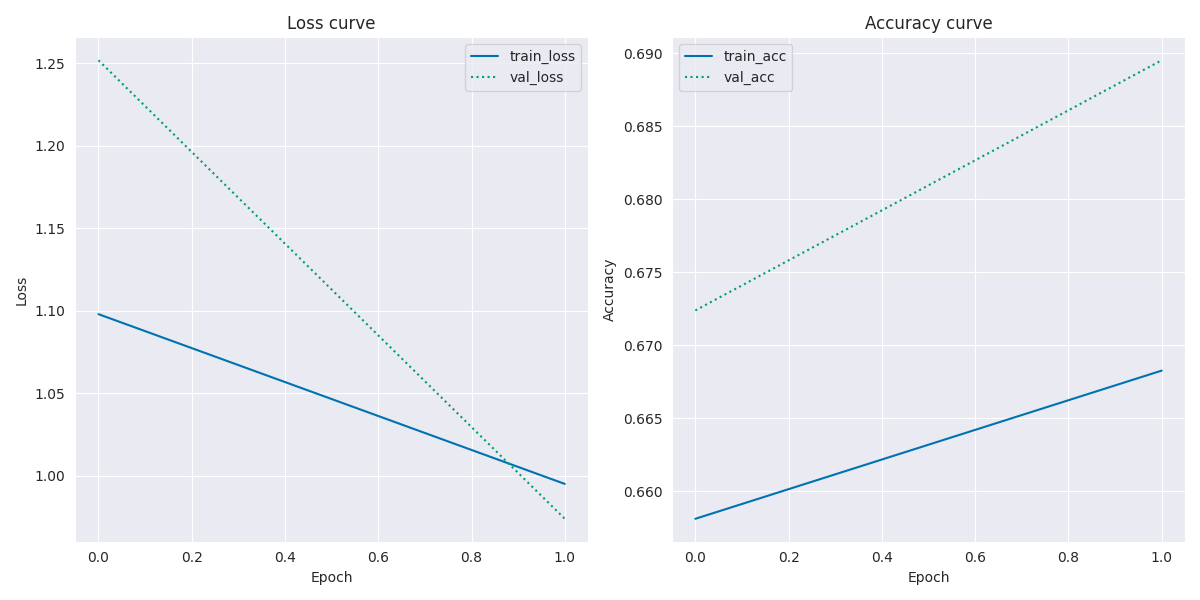 Loss curve
train_loss
val_loss
1.25
1.20
1.15
1.10
1.05
1.00
Loss
0.0 0.2 0.4 0.6 0.8 1.0
Epoch
Accuracy curve
train_acc
val_acc
0.690
0.685
0.680
0.675
0.670
0.665
0.660
Accuracy
0.0 0.2 0.4 0.6 0.8 1.0
Epoch